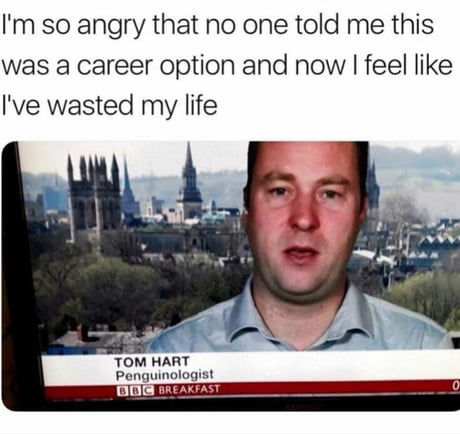 I'm so angry that no one told me this
was a career option and now I feel like
I've wasted my life
TOM HART
Penguinologist
BBC BREAKFAST
0